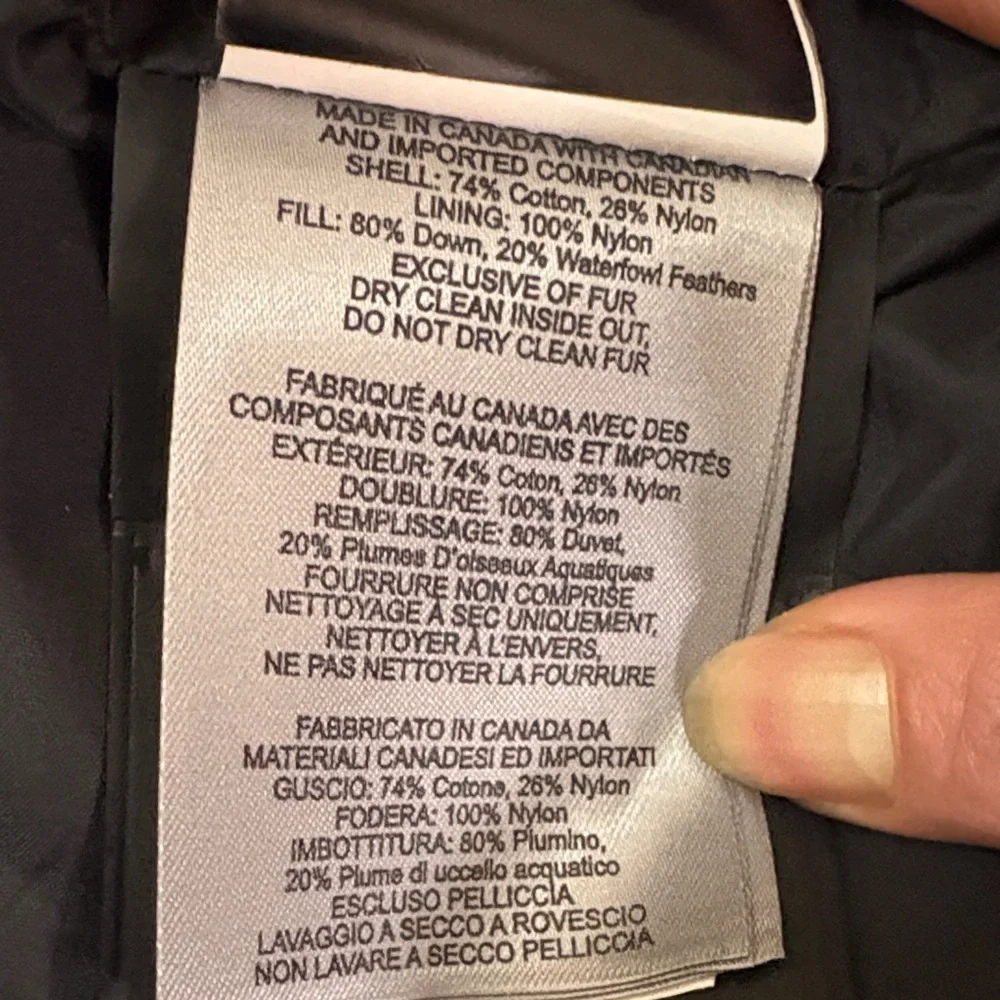 MADE IN CANADA WITH CANADIAN
AND IMPORTED COMPONENTS
SHELL: 74% Cotton, 26% Nylon
LINING: 100% Nylon
FILL: 80% Down, 20% Waterfowl Feathers
EXCLUSIVE OF FUR
DRY CLEAN INSIDE OUT,
DO NOT DRY CLEAN FUR
FABRIQUÉ AU CANADA AVEC DES
COMPOSANTS CANADIENS ET IMPORTÉS
EXTÉRIEUR: 74% Coton, 26% Nylon
DOUBLURE: 100% Nylon
REMPLISSAGE: 80% Duvet,
20% Plumes D'oiseaux Aquatiques
FOURRURE NON COMPRISE
NETTOYAGE À SEC UNIQUEMENT,
NETTOYER À L'ENVERS,
NE PAS NETTOYER LA FOURRURE
FABBRICATO IN CANADA DA
MATERIALI CANADESI ED IMPORTATI
GUSCIO: 74% Cotone, 26% Nylon
FODERA: 100% Nylon
IMBOTTITURA: 80% Piumino,
20% Piume di uccello acquatico
ESCLUSO PELLICCIA
LAVAGGIO A SECCO A ROVESCIO
NON LAVARE A SECCO PELLICCIA